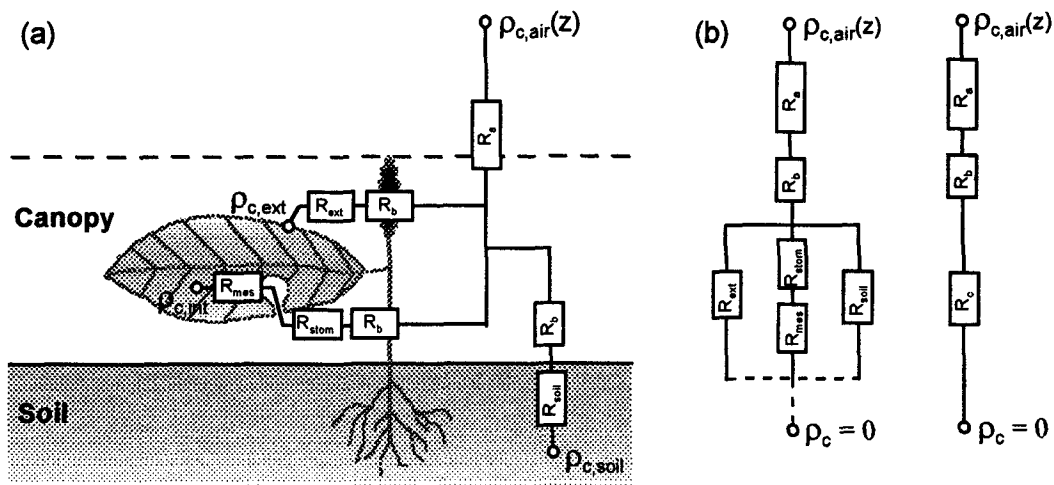 (a)
ρc,air(z)
Ra
Canopy
ρc,ext
Rext
Rb
Rmes
ρc,int
Rstom
Rb
Rb
Soil
Rsoil
ρc,soil
(b)
ρc,air(z)
Ra
Rb
Rext
Rstom
Rmes
Rsoil
ρc = 0
ρc,air(z)
Ra
Rb
Rc
ρc = 0